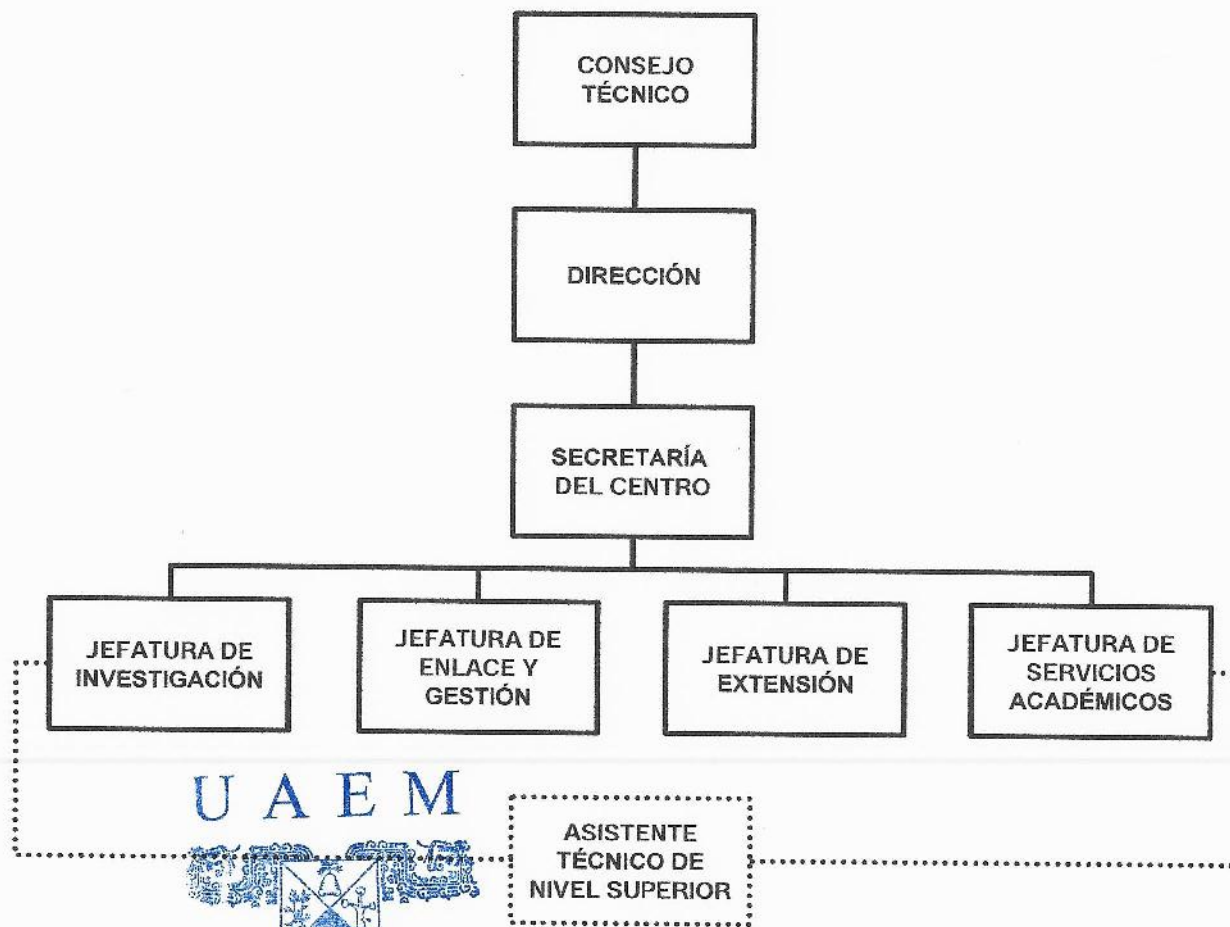 CONSEJO
TÉCNICO
DIRECCIÓN
SECRETARÍA
DEL CENTRO
JEFATURA DE
INVESTIGACIÓN
JEFATURA DE
ENLACE Y
GESTIÓN
JEFATURA DE
EXTENSIÓN
JEFATURA DE
SERVICIOS
ACADÉMICOS
U A E M
ASISTENTE
TÉCNICO DE
NIVEL SUPERIOR